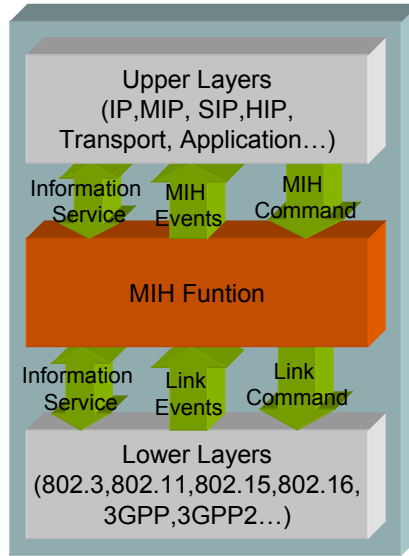 Upper Layers
(IP,MIP, SIP,HIP,
Transport, Application…)
Information
Service
MIH
Events
MIH
Command
MIH Funtion
Information
Service
Link
Events
Link
Command
Lower Layers
(802.3,802.11,802.15,802.16,
3GPP,3GPP2…)